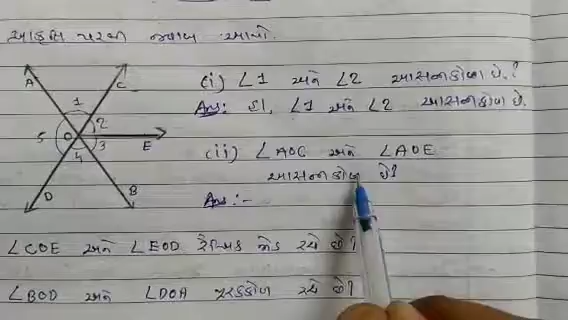 આકૃતિ પરથી જવાબ આપો.
A
C
1
2
5
O
3
E
4
D
B
(i) ∠1 અને ∠2 આસન્નકોણ છે.?
Ans: હા, ∠1 અને ∠2 આસન્નકોણ છે.
(ii) ∠AOC અને ∠AOE
આસન્નકોણ છે?
Ans:-
∠COE અને ∠EOD રૈખિક જોડ રચે છે?
∠BOD અને ∠DOA પૂરકકોણ રચે છે?